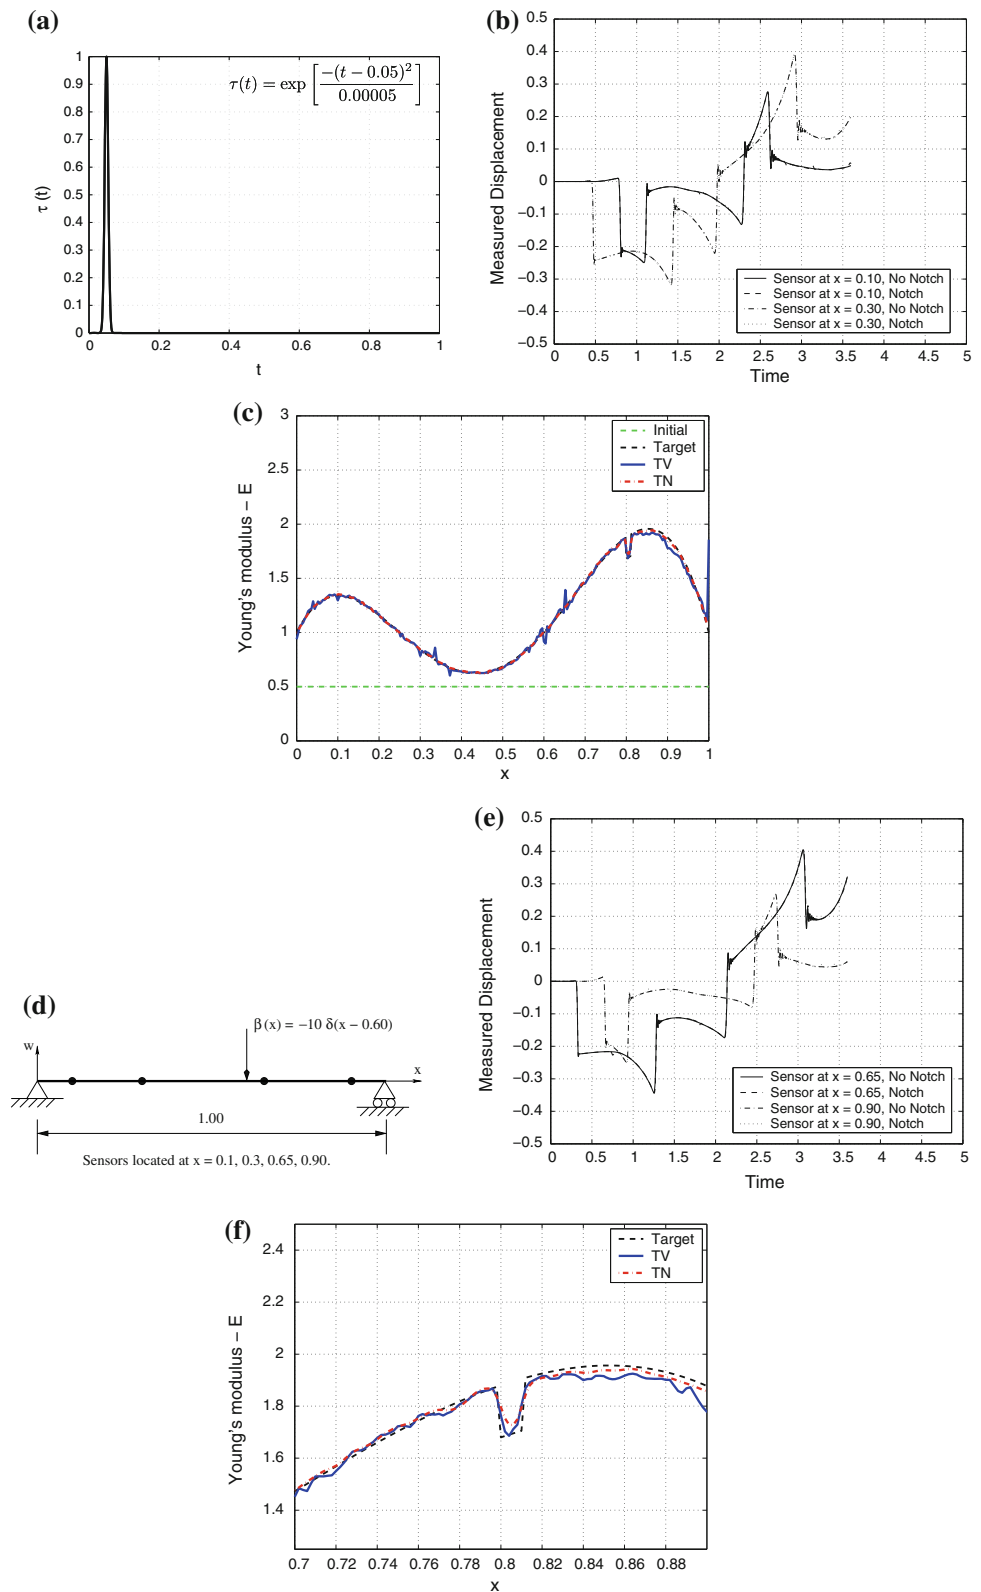 (a)
τ(t) = exp [ −(t − 0.05)² / 0.00005 ]
1
0.9
0.8
0.7
0.6
0.5
0.4
0.3
0.2
0.1
0
τ (t)
0 0.2 0.4 0.6 0.8 1
t
(b)
0.5
0.4
0.3
0.2
0.1
0
−0.1
−0.2
−0.3
−0.4
−0.5
Measured Displacement
Sensor at x = 0.10, No Notch
Sensor at x = 0.10, Notch
Sensor at x = 0.30, No Notch
Sensor at x = 0.30, Notch
0 0.5 1 1.5 2 2.5 3 3.5 4 4.5 5
Time
(c)
3
2.5
2
1.5
1
0.5
0
Young's modulus − E
Initial
Target
TV
TN
0 0.1 0.2 0.3 0.4 0.5 0.6 0.7 0.8 0.9 1
x
(d)
β(x) = −10 δ(x − 0.60)
w
x
1.00
Sensors located at x = 0.1, 0.3, 0.65, 0.90.
(e)
0.5
0.4
0.3
0.2
0.1
0
−0.1
−0.2
−0.3
−0.4
−0.5
Measured Displacement
Sensor at x = 0.65, No Notch
Sensor at x = 0.65, Notch
Sensor at x = 0.90, No Notch
Sensor at x = 0.90, Notch
0 0.5 1 1.5 2 2.5 3 3.5 4 4.5 5
Time
(f)
2.4
2.2
2
1.8
1.6
1.4
Young's modulus − E
Target
TV
TN
0.7 0.72 0.74 0.76 0.78 0.8 0.82 0.84 0.86 0.88
x